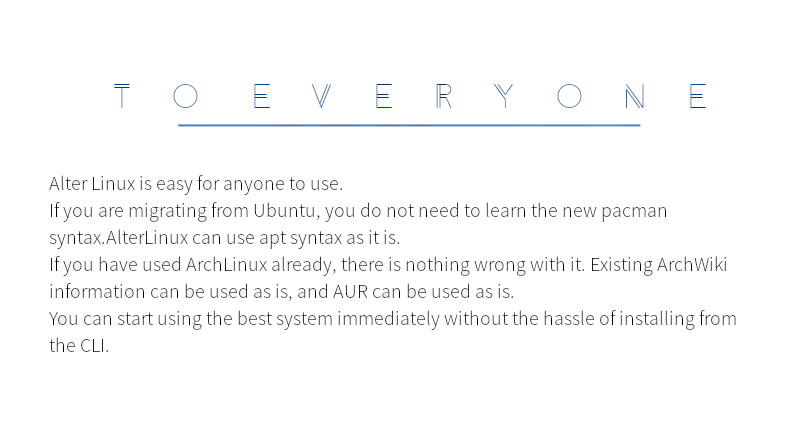 TO EVERYONE
Alter Linux is easy for anyone to use.
If you are migrating from Ubuntu, you do not need to learn the new pacman
syntax.AlterLinux can use apt syntax as it is.
If you have used ArchLinux already, there is nothing wrong with it. Existing ArchWiki
information can be used as is, and AUR can be used as is.
You can start using the best system immediately without the hassle of installing from
the CLI.